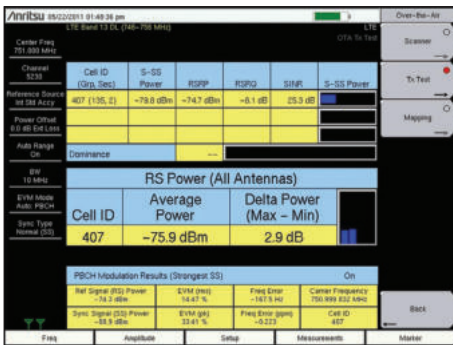 Anritsu 05/22/2011 01:48:36 pm
Over-the-Air
LTE Band 13 DL (746-756 MHz)
LTE
OTA Tx Test
Center Freq
751.000 MHz
Channel
5230
Reference Source
Int Std Accy
Power Offset
0.0 dB Ext Loss
Auto Range
On
BW
10 MHz
EVM Mode
Auto: PBCH
Sync Type
Normal (SS)
Cell ID
(Grp, Sec)
S-SS
Power
RSRP
RSRQ
SINR
S-SS Power
407 (135, 2)
-79.8 dBm
-74.7 dBm
-8.1 dB
25.3 dB
Dominance
--
RS Power (All Antennas)
Cell ID
Average
Power
Delta Power
(Max - Min)
407
-75.9 dBm
2.9 dB
PBCH Modulation Results (Strongest SS)
On
Ref Signal (RS) Power
-74.3 dBm
EVM (rms)
14.47 %
Freq Error
-167.5 Hz
Carrier Frequency
750.999 832 MHz
Sync Signal (SS) Power
-80.9 dBm
EVM (pk)
33.41 %
Freq Error (ppm)
-0.223
Cell ID
407
Scanner
Tx Test
Mapping
Back
Freq
Amplitude
Setup
Measurements
Marker